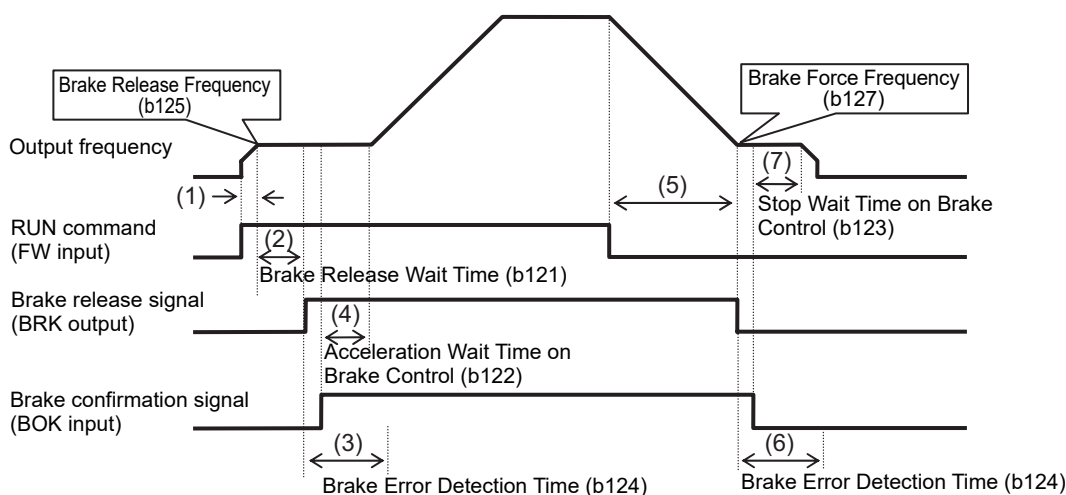 Brake Release Frequency
(b125)
Brake Force Frequency
(b127)
Output frequency
(1)
(5)
(7)
Stop Wait Time on Brake
Control (b123)
RUN command
(FW input)
(2)
Brake Release Wait Time (b121)
Brake release signal
(BRK output)
(4)
Acceleration Wait Time on
Brake Control (b122)
Brake confirmation signal
(BOK input)
(3)
Brake Error Detection Time (b124)
(6)
Brake Error Detection Time (b124)